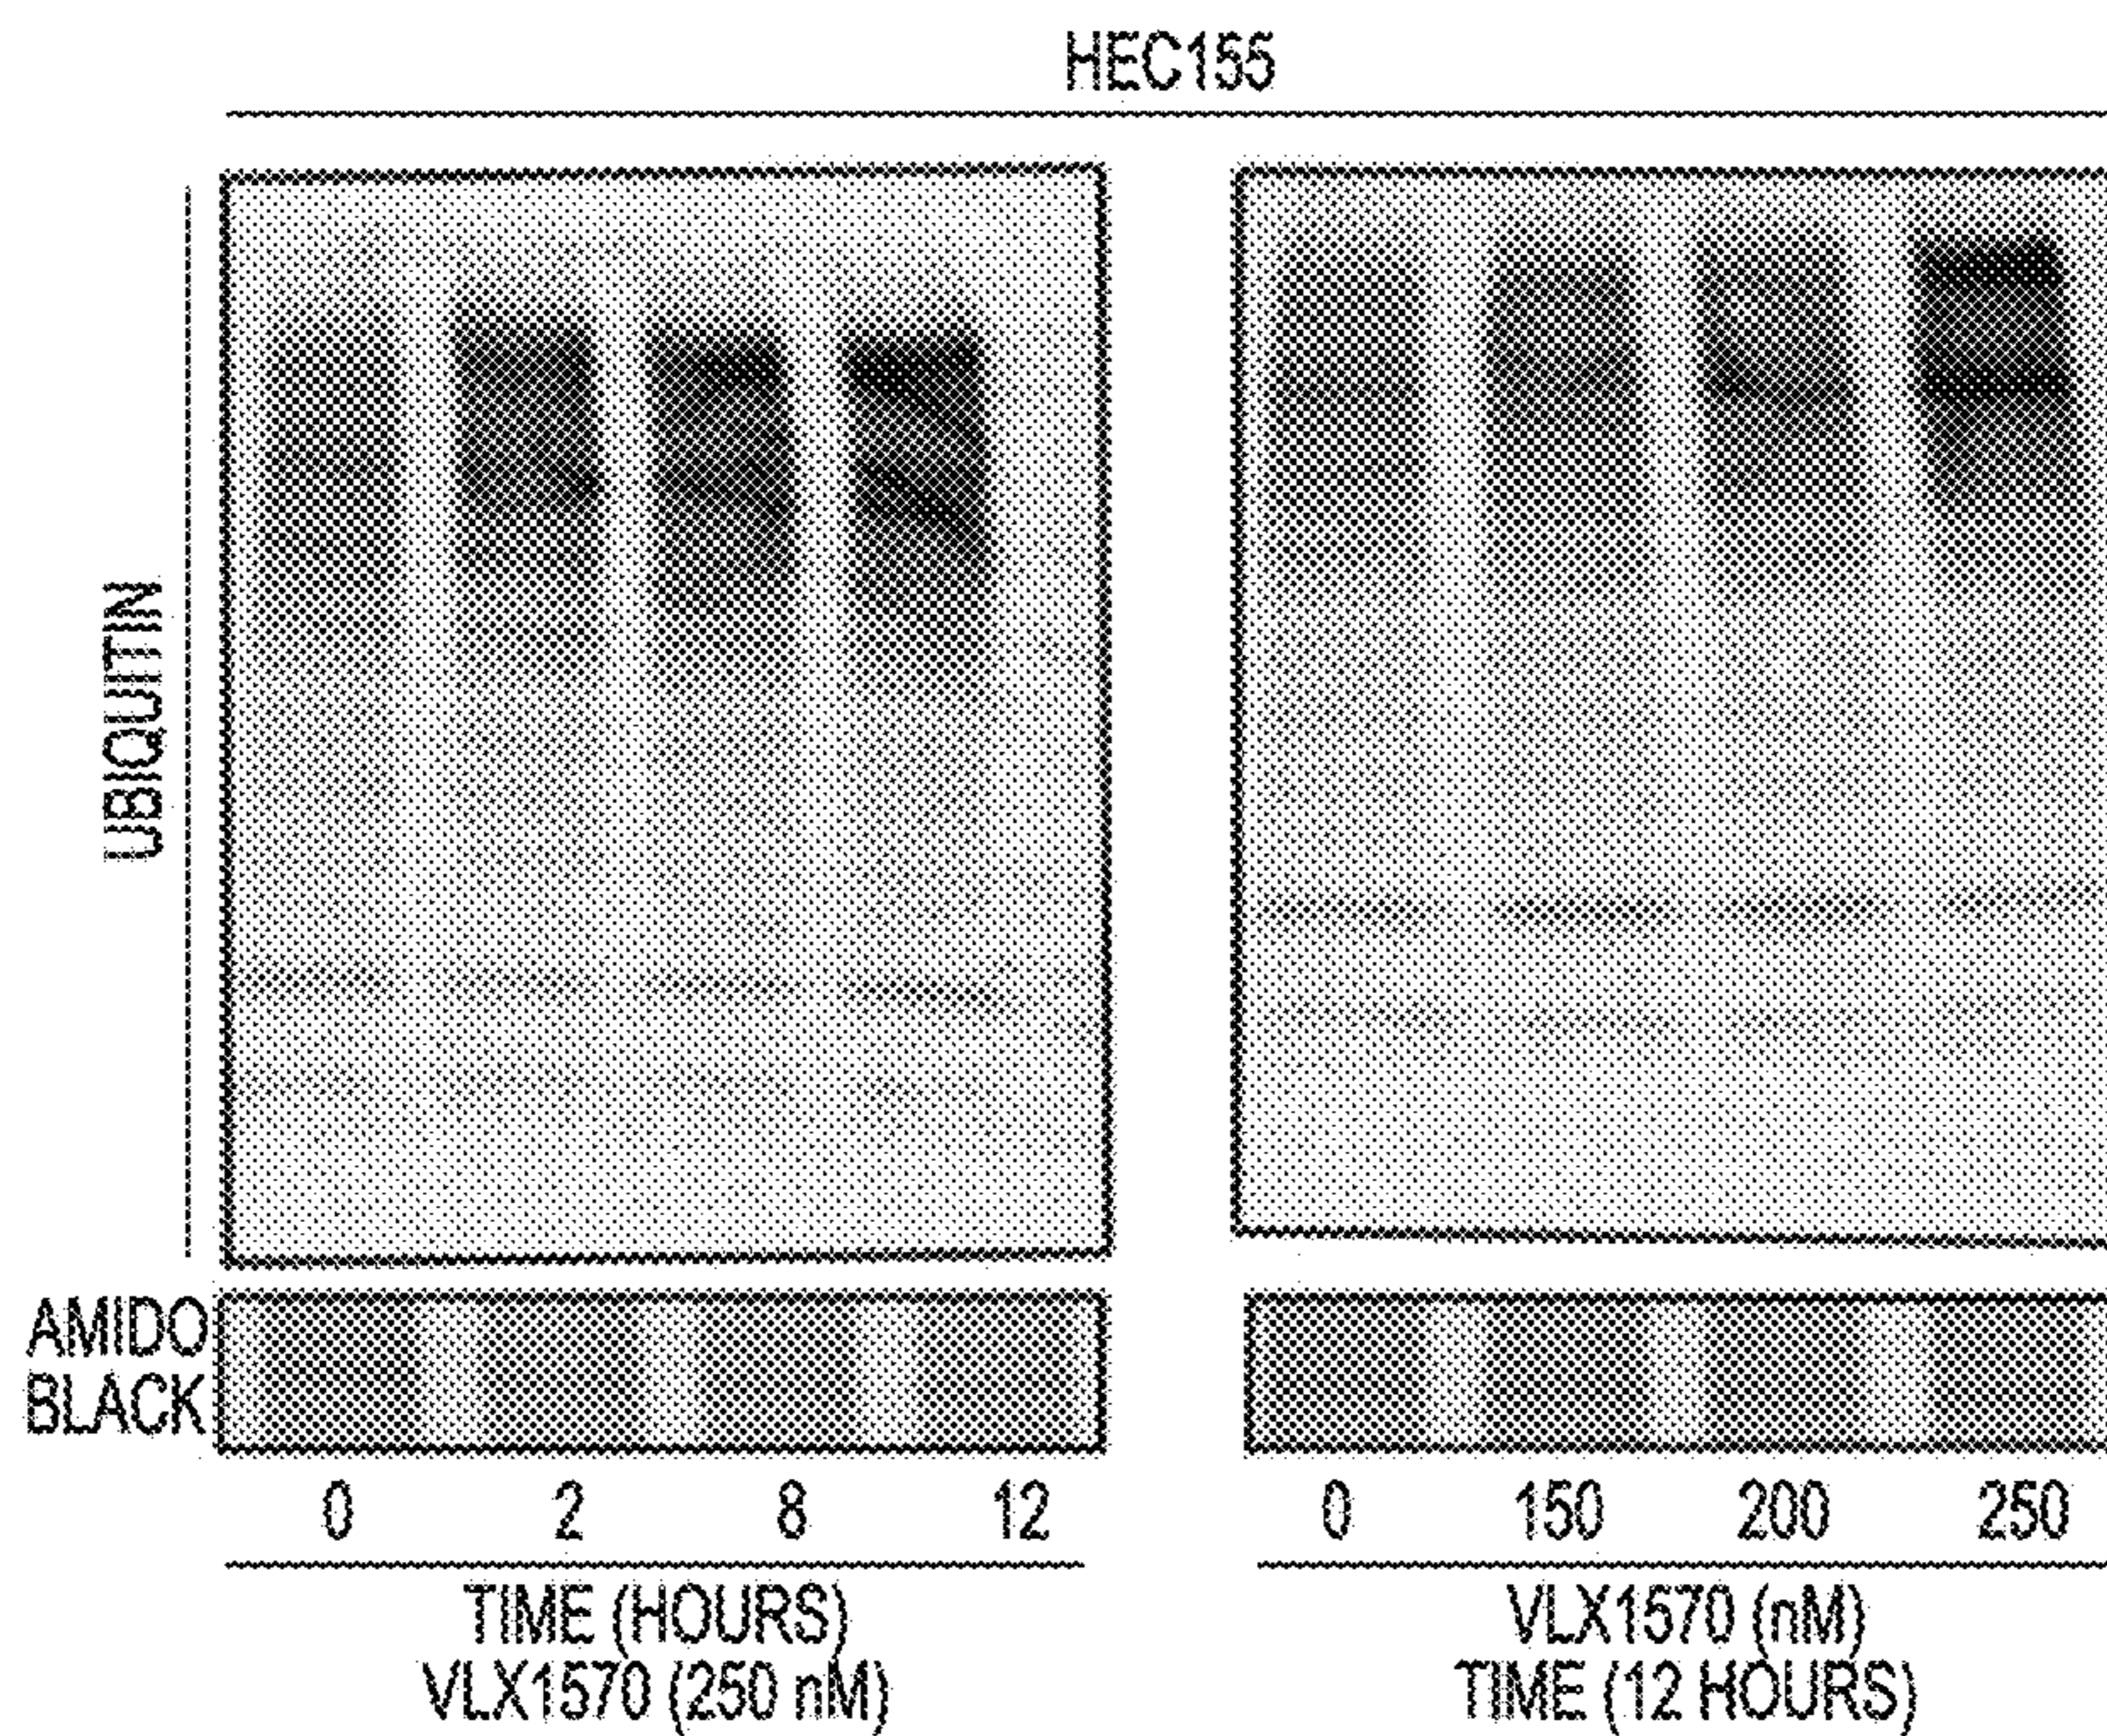 HEC155
UBIQUITIN
AMIDO
BLACK
0 2 8 12
TIME (HOURS)
VLX1570 (250 nM)
0 150 200 250
VLX1570 (nM)
TIME (12 HOURS)